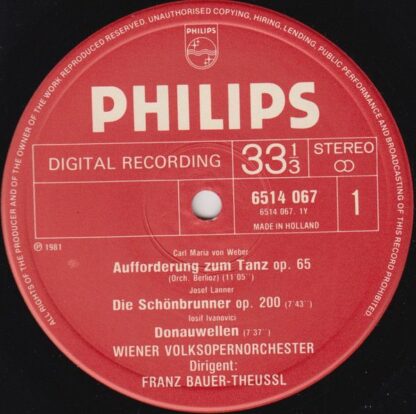 ALL RIGHTS OF THE PRODUCER AND OF THE OWNER OF THE WORK REPRODUCED RESERVED. UNAUTHORISED COPYING, HIRING, LENDING, PUBLIC PERFORMANCE AND BROADCASTING OF THIS RECORD PROHIBITED
PHILIPS
PHILIPS
DIGITAL RECORDING
33 1/3
STEREO
6514 067
6514 067. 1Y
MADE IN HOLLAND
1
℗ 1981
Carl Maria von Weber
Aufforderung zum Tanz op. 65
(Orch. Berlioz) (11'05'')
Josef Lanner
Die Schönbrunner op. 200 (7'43'')
Iosif Ivanovici
Donauwellen (7'37'')
WIENER VOLKSOPERNORCHESTER
Dirigent:
FRANZ BAUER-THEUSSL